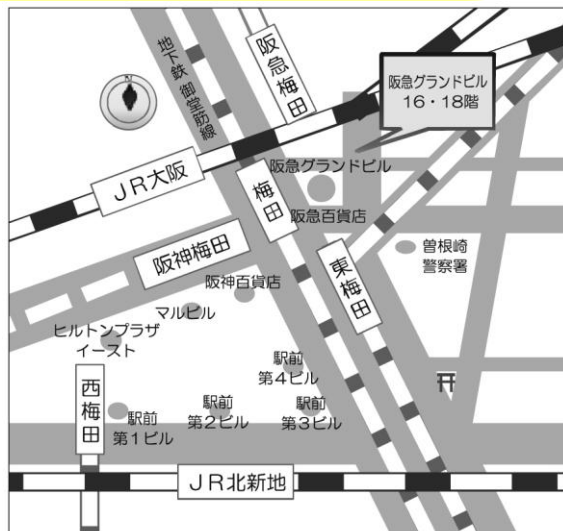 地下鉄 御堂筋線
阪急梅田
阪急グランドビル
16・18階
JR大阪
梅田
阪急グランドビル
阪急百貨店
阪神梅田
東梅田
曽根崎
警察署
阪神百貨店
マルビル
ヒルトンプラザ
イースト
駅前
第4ビル
西梅田
駅前
第1ビル
駅前
第2ビル
駅前
第3ビル
JR北新地